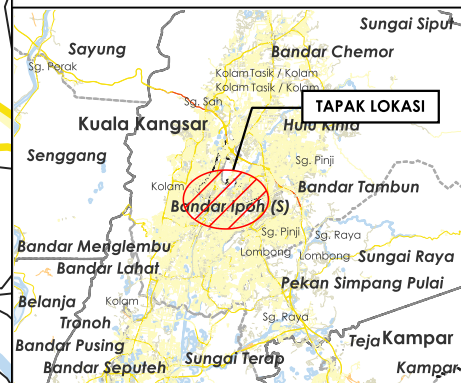 Sungai Siput
Sayung
Bandar Chemor
Sg. Perak
Kolam Tasik / Kolam
Kolam Tasik / Kolam
Sg. Sah
TAPAK LOKASI
Kuala Kangsar
Hulu Kinta
Senggang
Sg. Pinji
Kolam
Bandar Tambun
Bandar Ipoh (S)
Sg. Pinji
Sg. Raya
Bandar Menglembu
Lombong
Lombong
Sungai Raya
Bandar Lahat
Pekan Simpang Pulai
Belanja
Kolam
Tronoh
Sg. Raya
Bandar Pusing
Teja
Kampar
Sungai Terap
Bandar Seputeh
Kampar